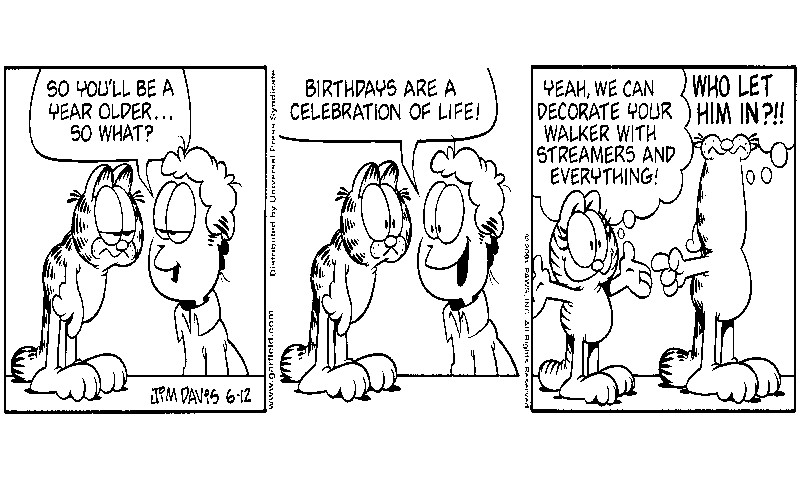 SO YOU'LL BE A
YEAR OLDER...
SO WHAT?
JIM DAVIS 6-12
www.garfield.com
Distributed by Universal Press Syndicate
BIRTHDAYS ARE A
CELEBRATION OF LIFE!
YEAH, WE CAN
DECORATE YOUR
WALKER WITH
STREAMERS AND
EVERYTHING!
WHO LET
HIM IN?!!
PAWS, INC. All Rights Reserved